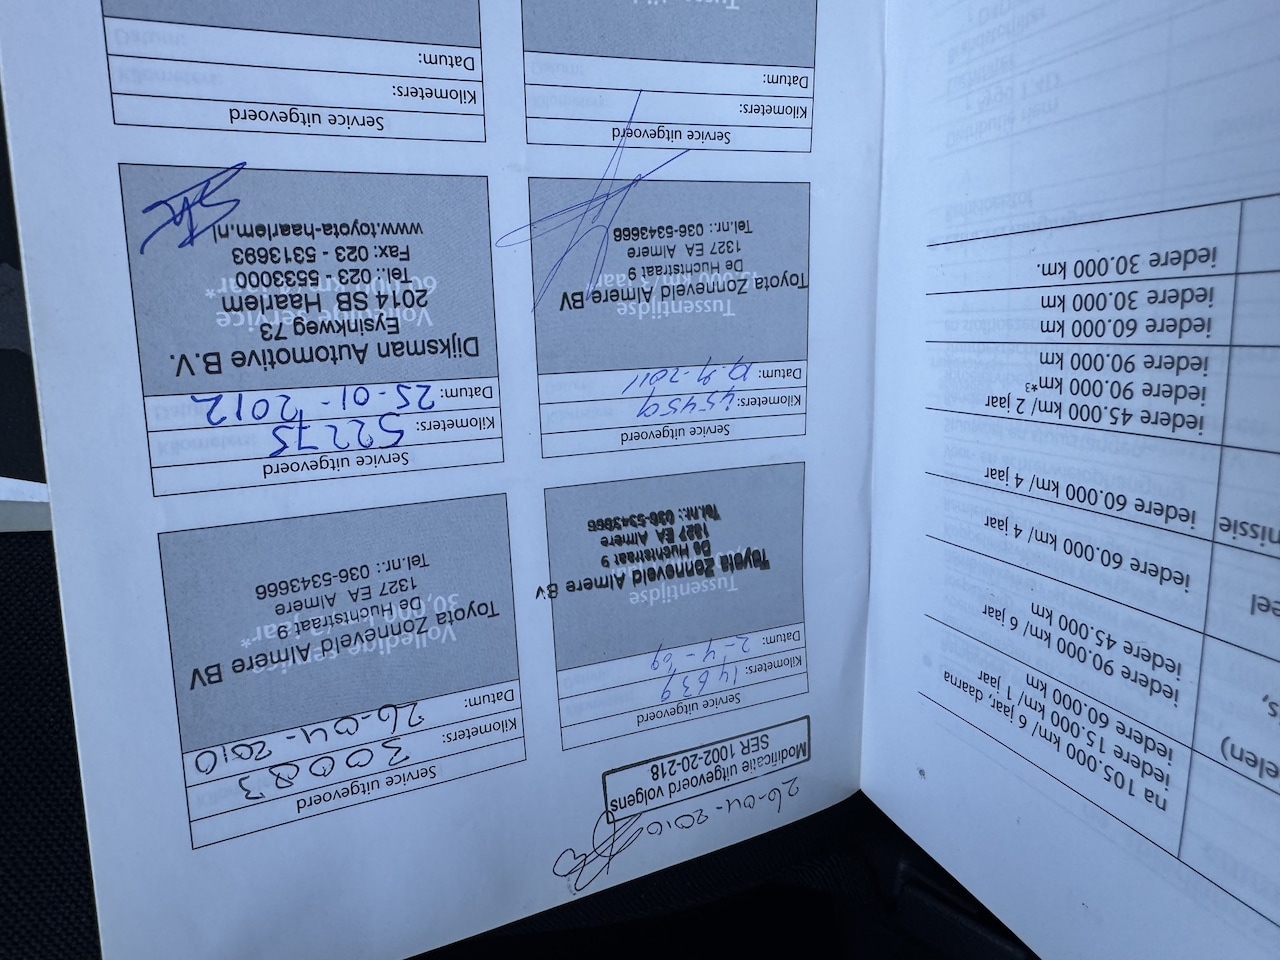 na 105.000 km/ 6 jaar, daarna
iedere 15.000 km/ 1 jaar
iedere 60.000 km
iedere 90.000 km/ 6 jaar
iedere 45.000 km
iedere 60.000 km/ 4 jaar
iedere 60.000 km/ 4 jaar
iedere 45.000 km/ 2 jaar
iedere 90.000 km*3
iedere 90.000 km
iedere 60.000 km
iedere 30.000 km
iedere 30.000 km.
26-04-2010
Modificatie uitgevoerd volgens
SER 1002-20-218
Service uitgevoerd
Kilometers: 14639
Datum: 2-4-'09
Tussentijdse
Toyota Zonneveld Almere BV
De Huchtstraat 9
1327 EA Almere
Tel.nr.: 036-5343666
Service uitgevoerd
Kilometers: 30083
Datum: 26-04-2010
Volledige service
30.000
Toyota Zonneveld Almere BV
De Huchtstraat 9
1327 EA Almere
Tel.nr.: 036-5343666
Service uitgevoerd
Kilometers: 45459
Datum:
Tussentijdse
Toyota Zonneveld Almere BV
De Huchtstraat 9
1327 EA Almere
Tel.nr.: 036-5343666
Service uitgevoerd
Kilometers: 52275
Datum: 25-01-2012
Volledige service
Dijksman Automotive B.V.
Eysinkweg 73
2014 SB Haarlem
Tel.: 023 - 5533000
Fax: 023 - 5313693
www.toyota-haarlem.nl
Service uitgevoerd
Kilometers:
Datum:
Tussentijdse
Service uitgevoerd
Kilometers:
Datum: